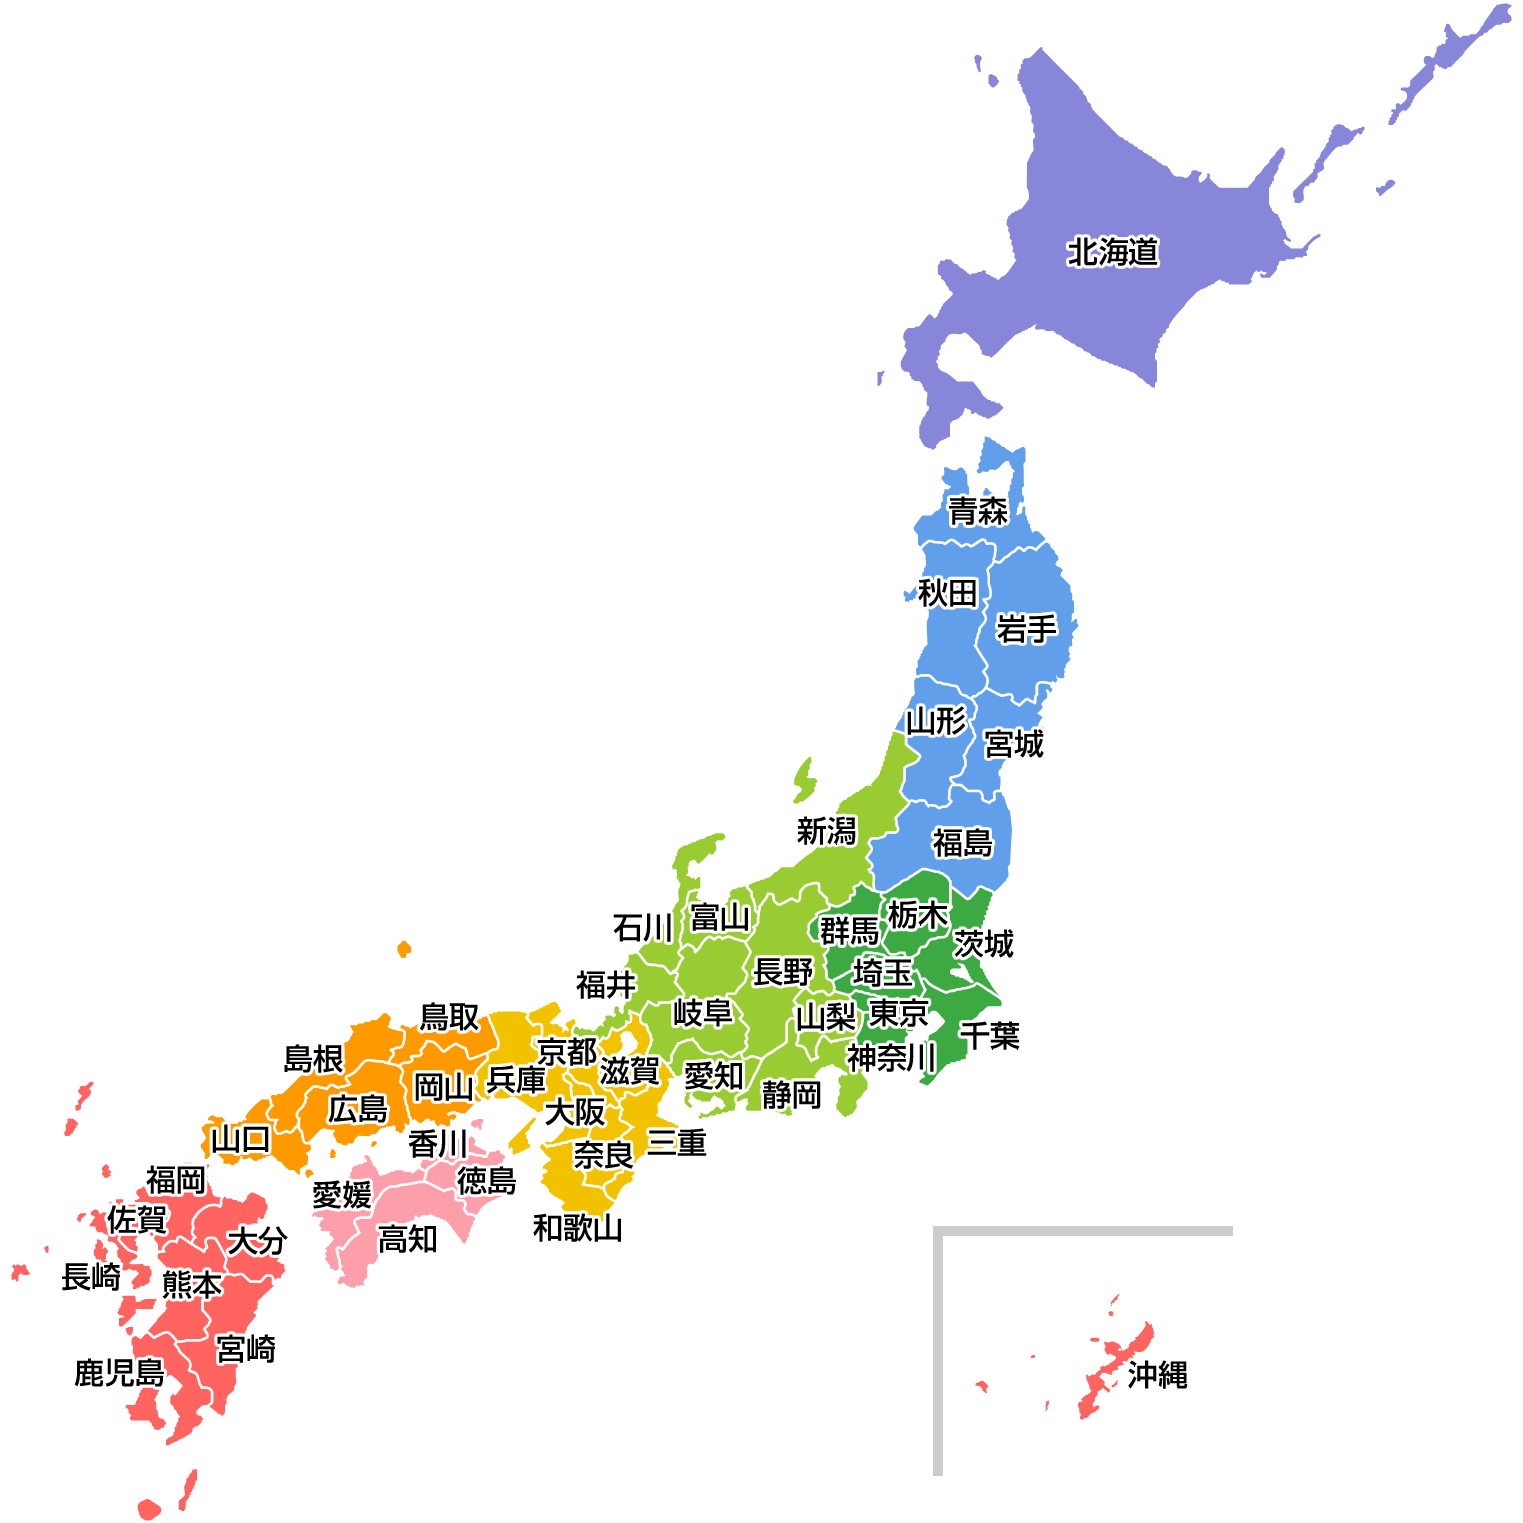 北海道
青森
秋田
岩手
山形
宮城
新潟
福島
石川
富山
群馬
栃木
茨城
福井
長野
埼玉
岐阜
山梨
東京
千葉
鳥取
島根
京都
滋賀
神奈川
岡山
兵庫
愛知
静岡
広島
大阪
山口
香川
三重
奈良
福岡
愛媛
徳島
佐賀
高知
和歌山
大分
長崎
熊本
宮崎
鹿児島
沖縄